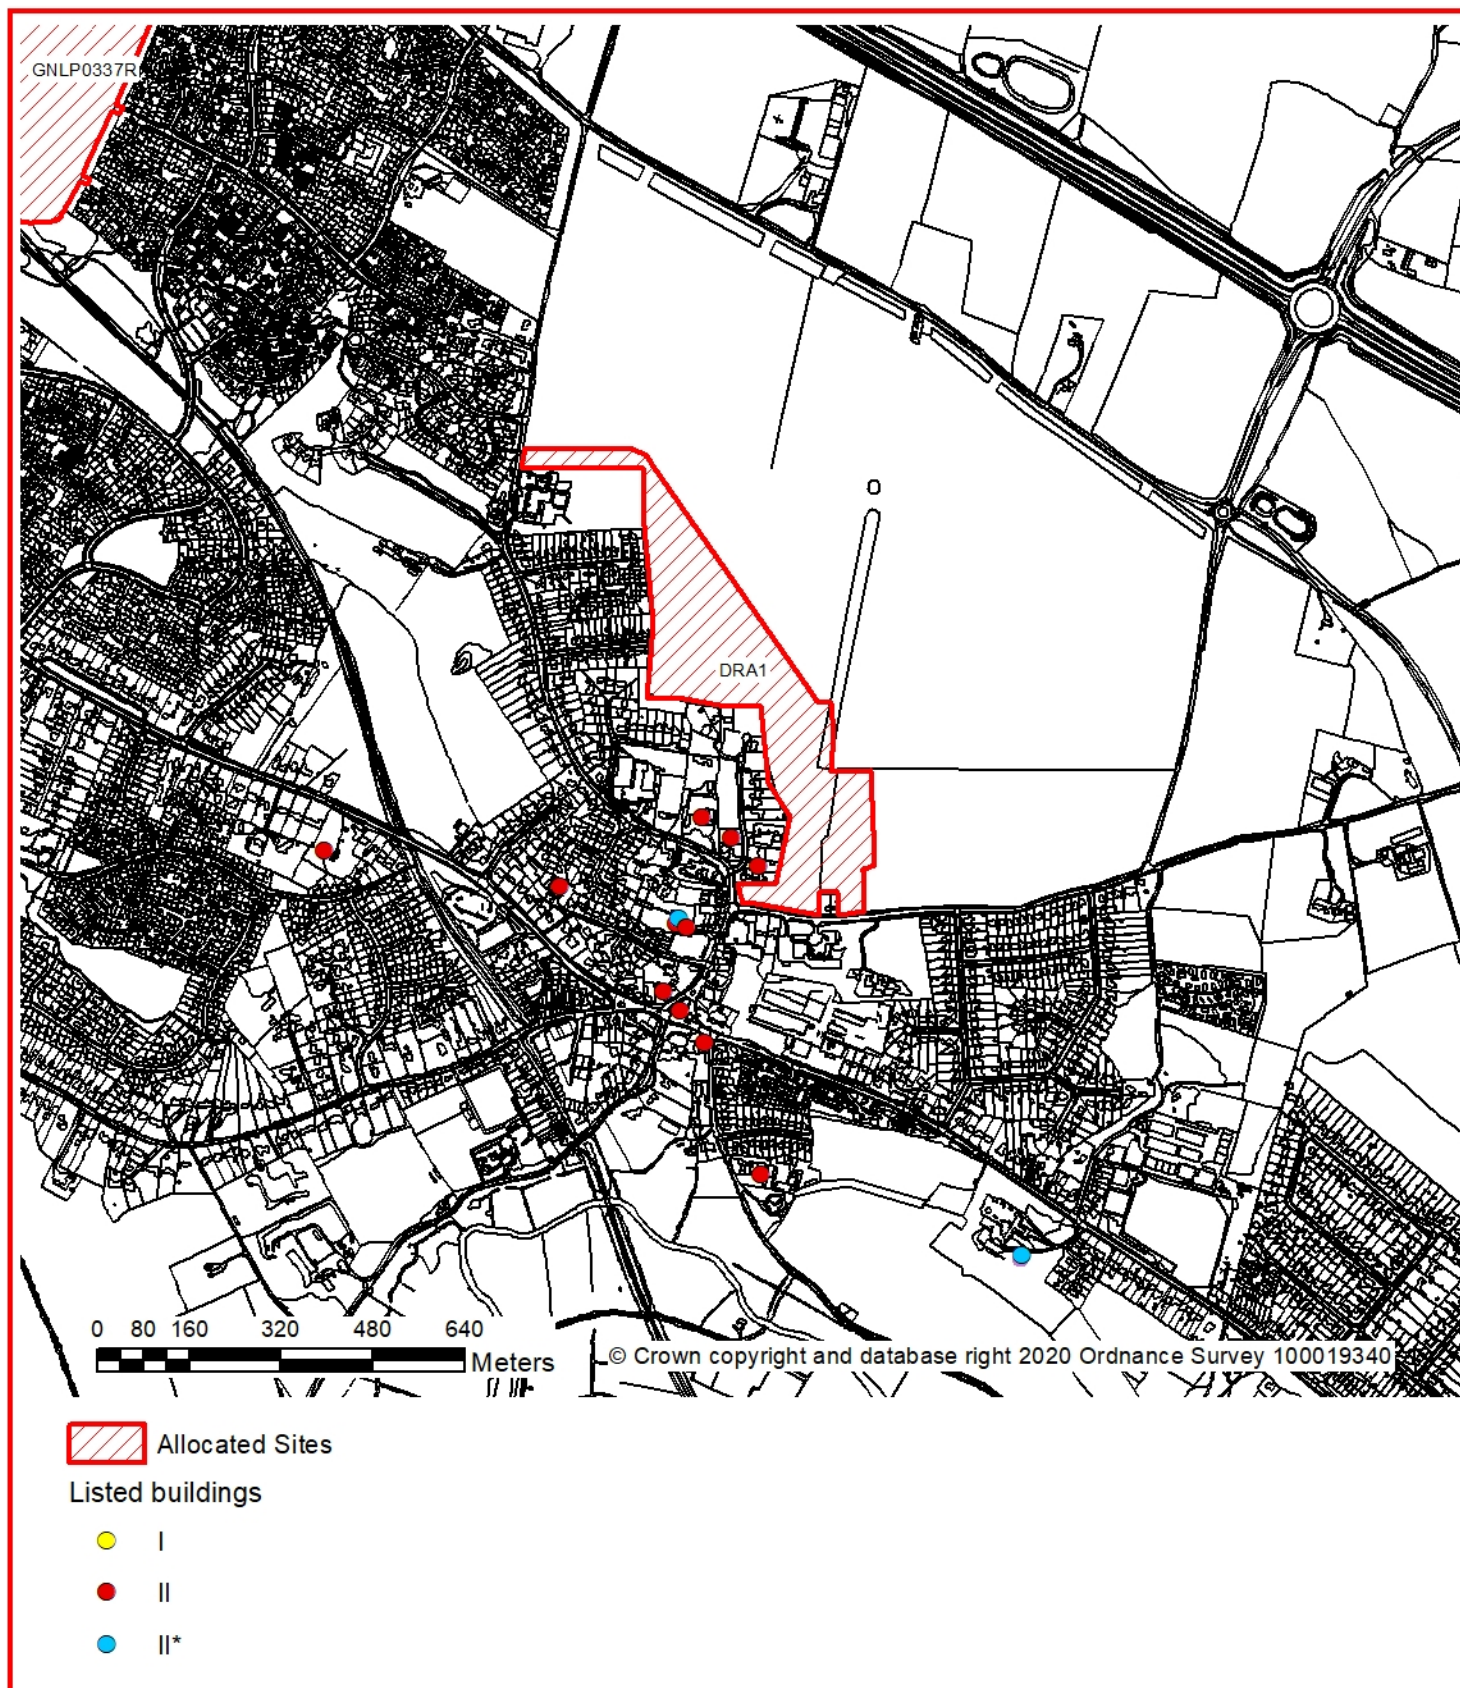 GNLP0337R
DRA1
0 80 160 320 480 640
Meters
© Crown copyright and database right 2020 Ordnance Survey 100019340
Allocated Sites
Listed buildings
I
II
II*